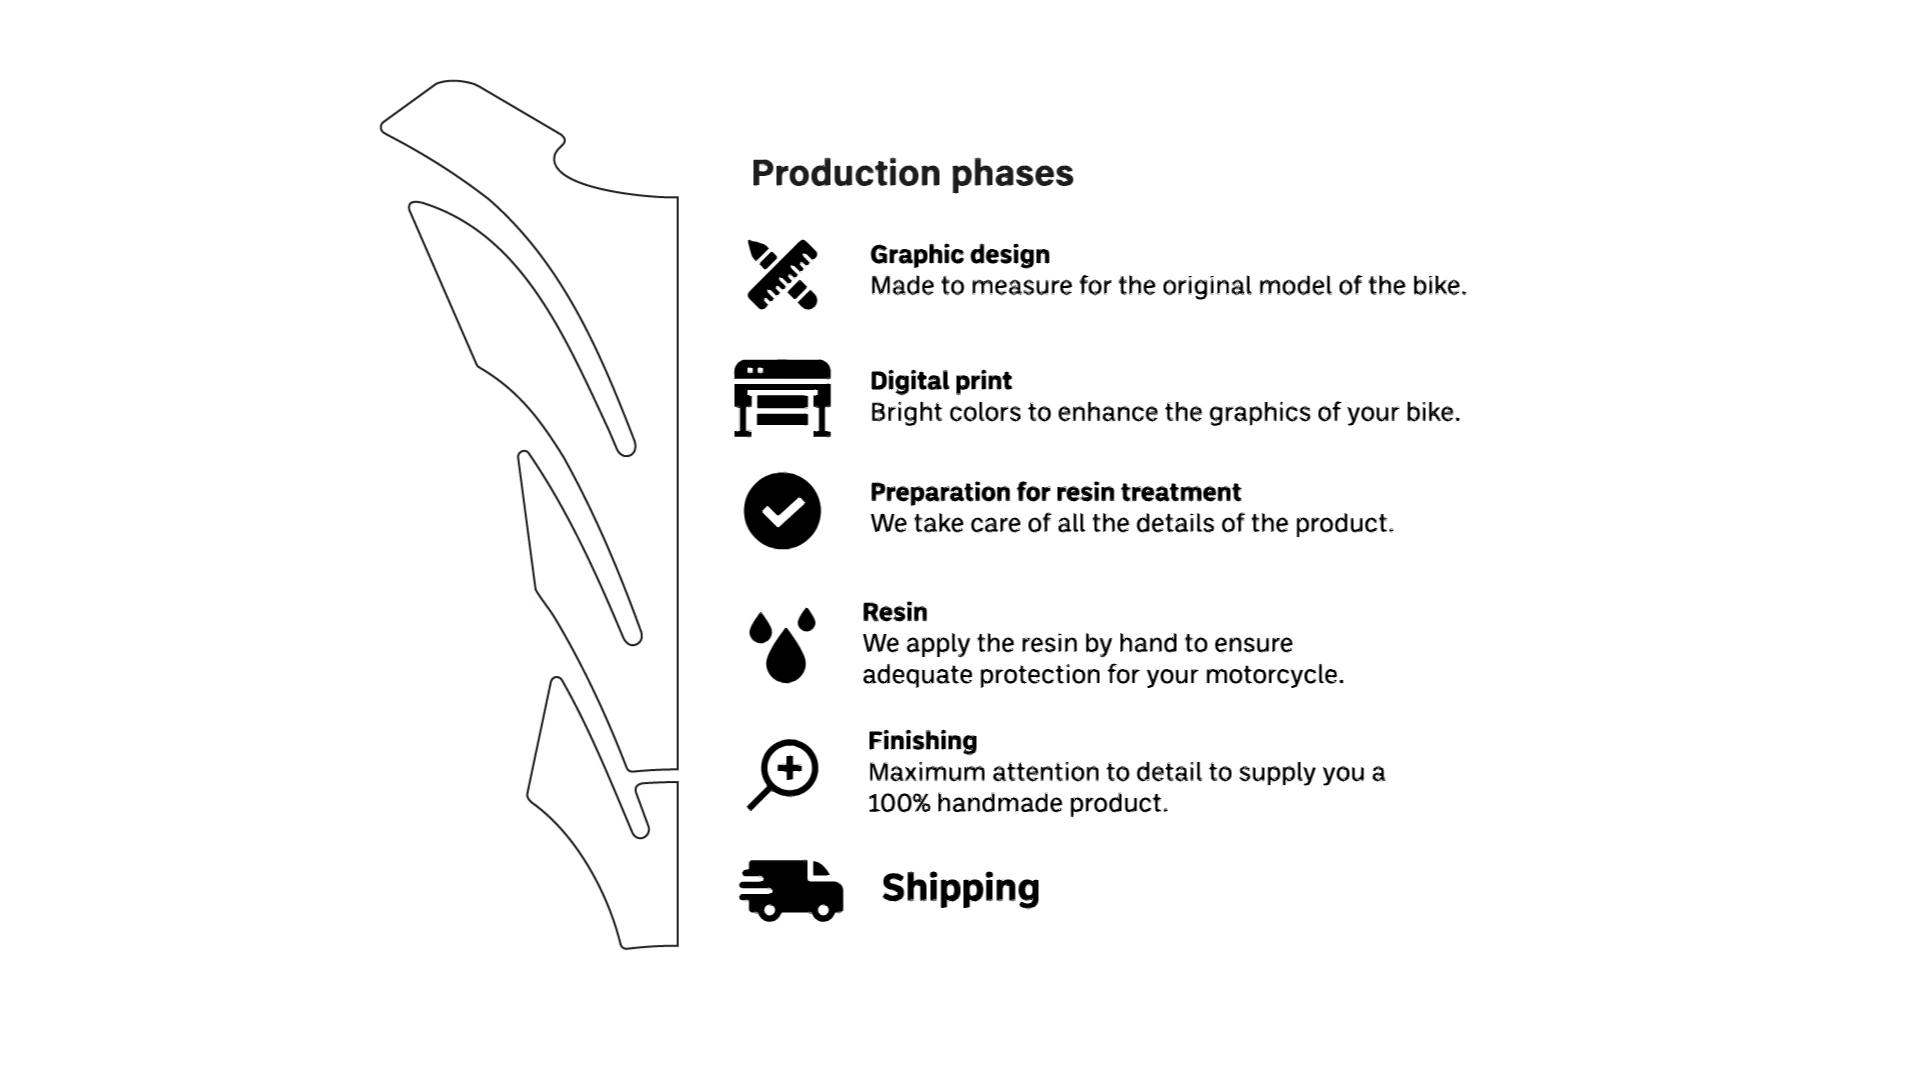 Production phases
Graphic design
Made to measure for the original model of the bike.
Digital print
Bright colors to enhance the graphics of your bike.
Preparation for resin treatment
We take care of all the details of the product.
Resin
We apply the resin by hand to ensure
adequate protection for your motorcycle.
Finishing
Maximum attention to detail to supply you a
100% handmade product.
Shipping